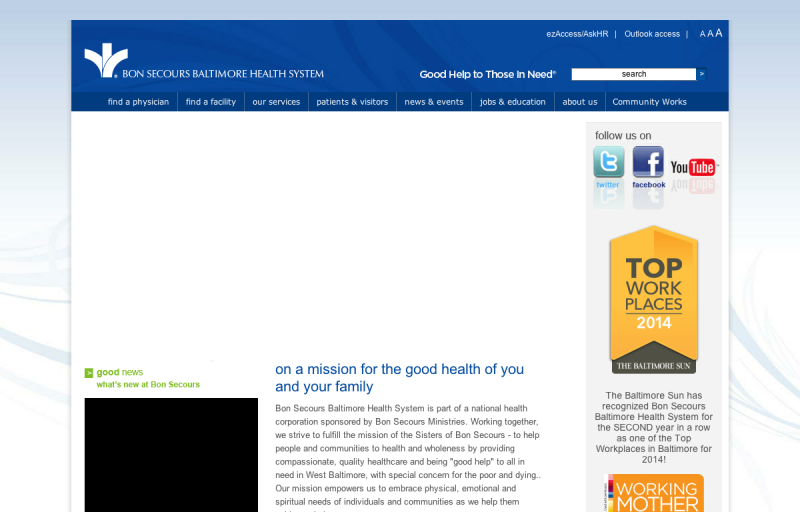 ezAccess/AskHR | Outlook access | A A A
BON SECOURS BALTIMORE HEALTH SYSTEM
Good Help to Those in Need®
search >
find a physician find a facility our services patients & visitors news & events jobs & education about us Community Works
follow us on
twitter facebook YouTube
TOP
WORK
PLACES
2014
THE BALTIMORE SUN
The Baltimore Sun has
recognized Bon Secours
Baltimore Health System for
the SECOND year in a row
as one of the Top
Workplaces in Baltimore for
2014!
WORKING
MOTHER
> good news
what's new at Bon Secours
on a mission for the good health of you
and your family
Bon Secours Baltimore Health System is part of a national health
corporation sponsored by Bon Secours Ministries. Working together,
we strive to fulfill the mission of the Sisters of Bon Secours - to help
people and communities to health and wholeness by providing
compassionate, quality healthcare and being "good help" to all in
need in West Baltimore, with special concern for the poor and dying..
Our mission empowers us to embrace physical, emotional and
spiritual needs of individuals and communities as we help them